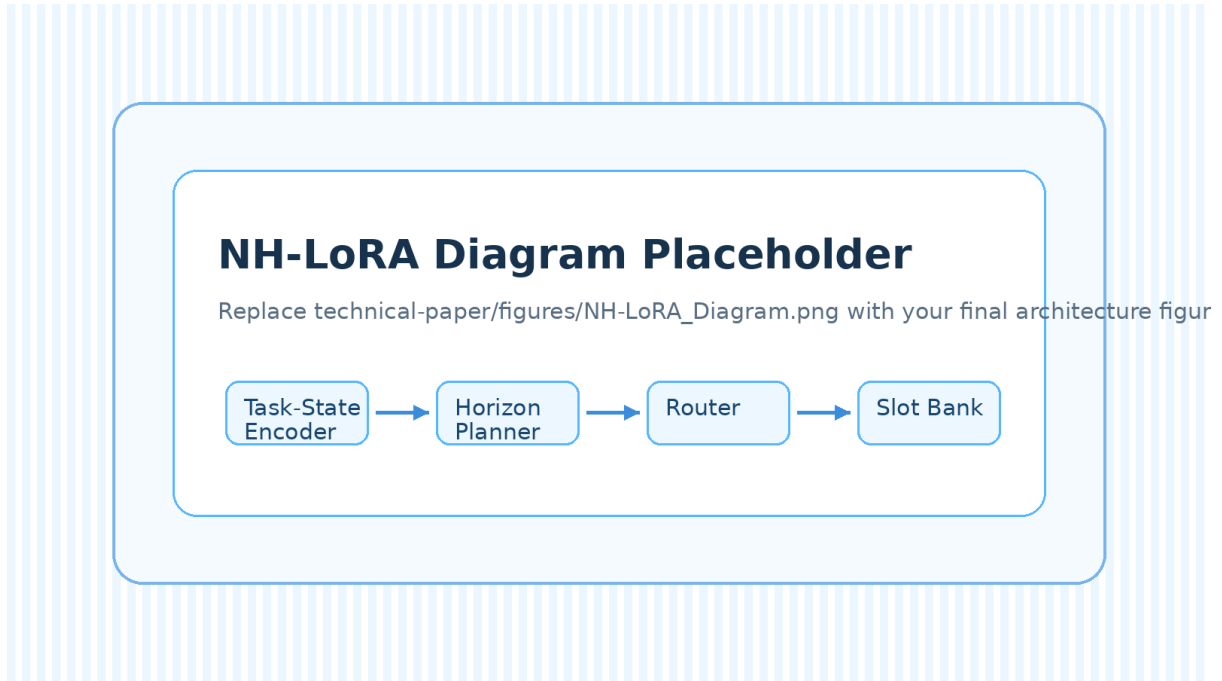 NH-LoRA Diagram Placeholder
Replace technical-paper/figures/NH-LoRA_Diagram.png with your final architecture figur
Task-State
Encoder
Horizon
Planner
Router
Slot Bank